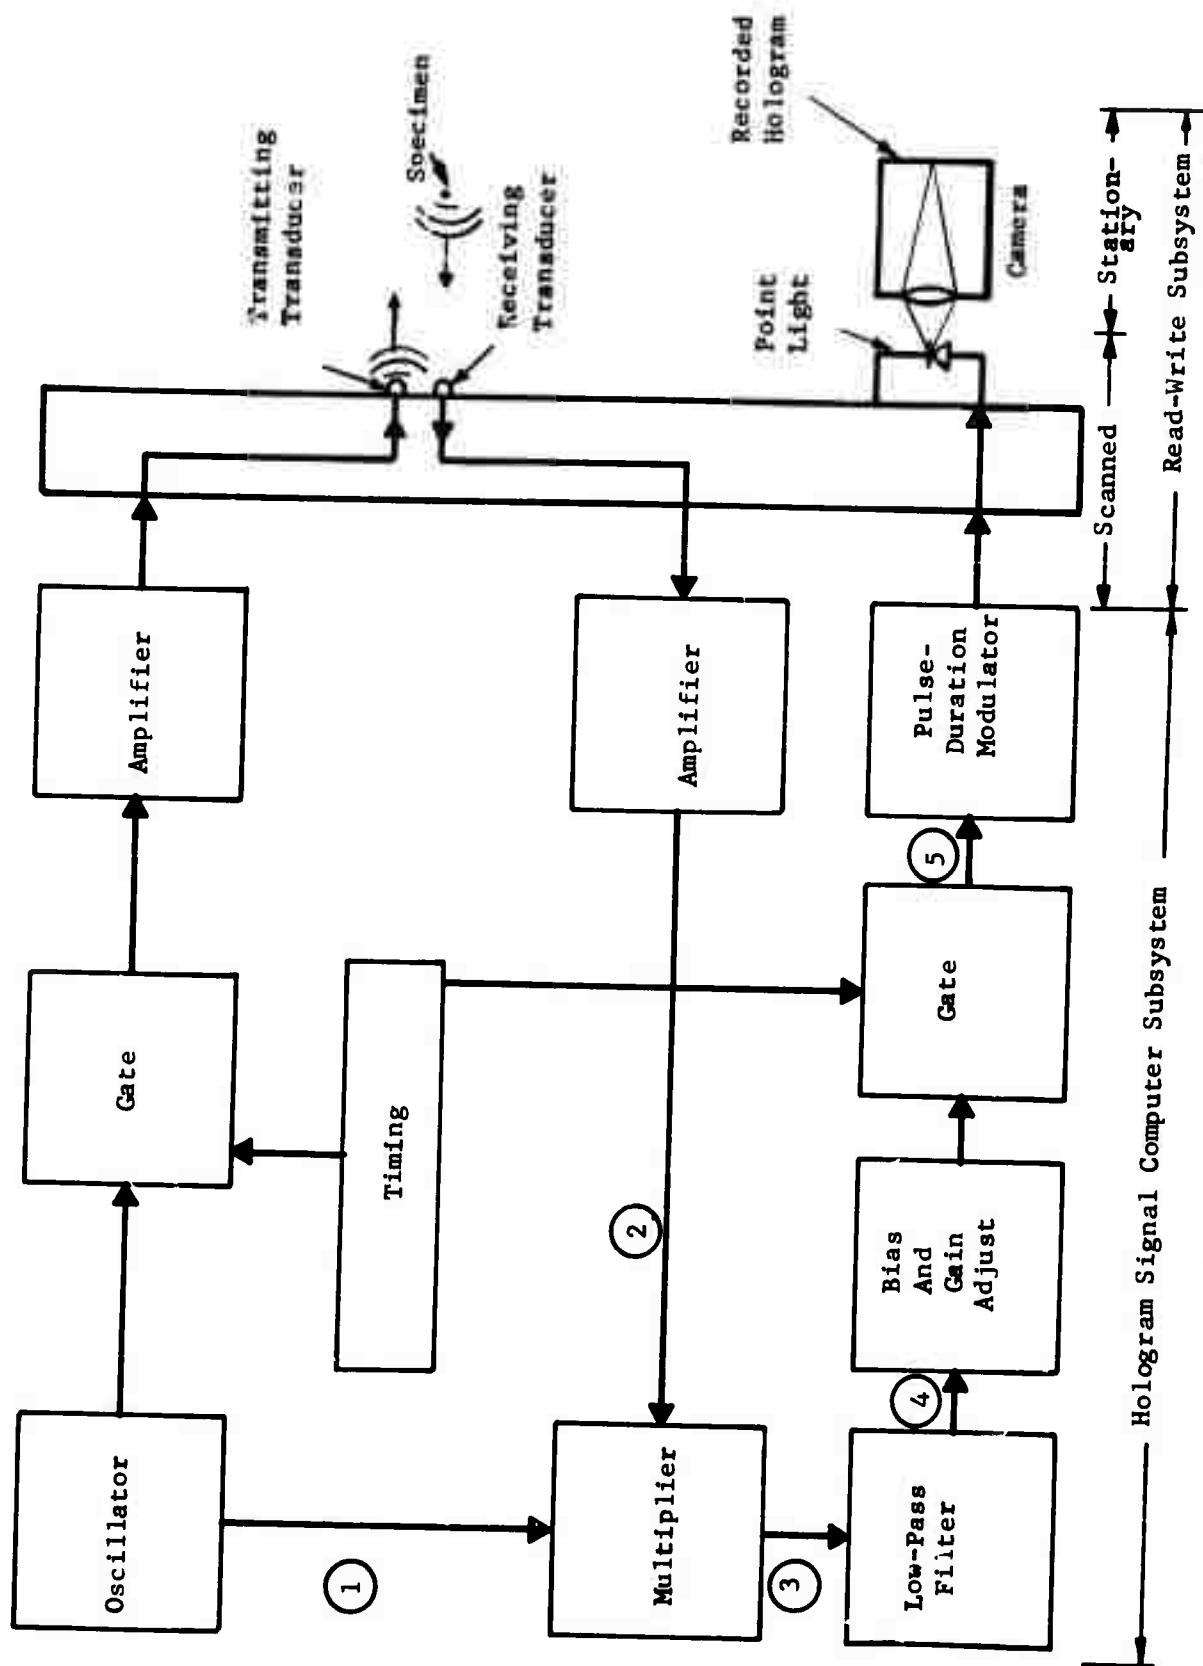 Oscillator
Gate
Amplifier
Transmitting
Transducer
Timing
Soecimen
Receiving
Transducer
1
2
Multiplier
Amplifier
3
Recorded
Hologram
Point
Light
Low-Pass
Filter
4
Bias
And
Gain
Adjust
Gate
5
Pulse-
Duration
Modulator
Camera
Scanned
Station-
ary
Hologram Signal Computer Subsystem
Read-Write Subsystem